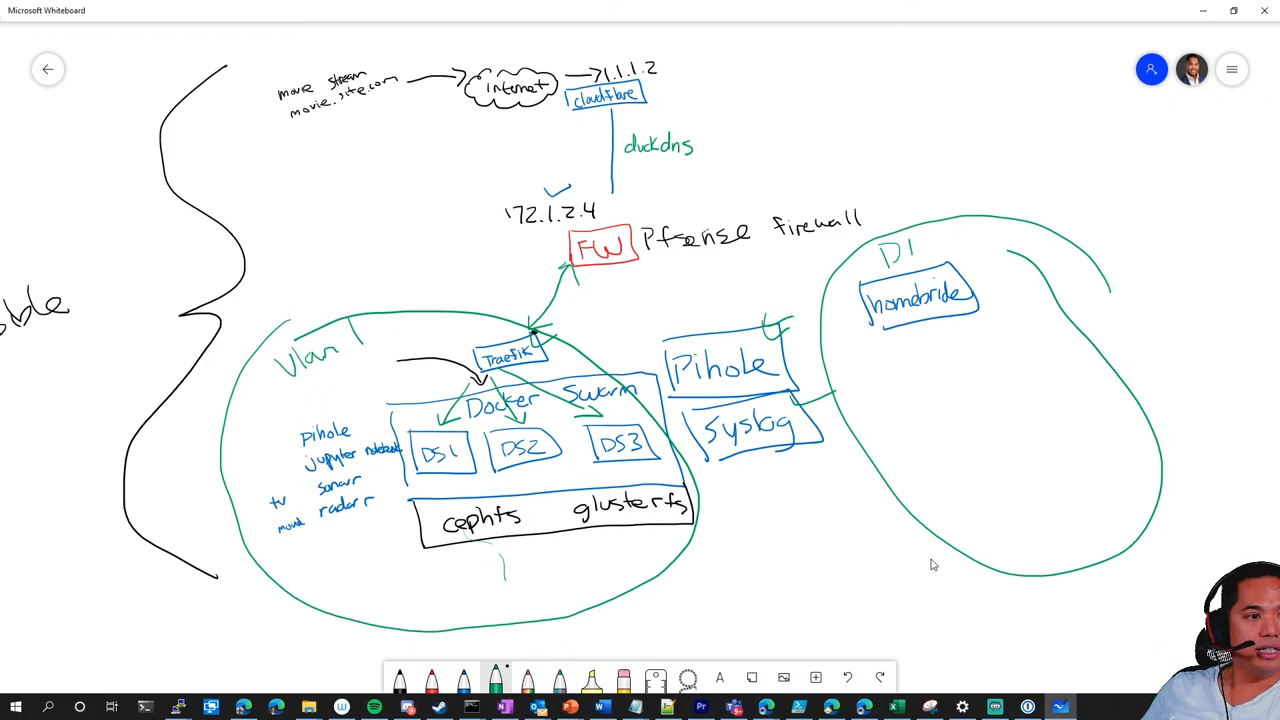 Microsoft Whiteboard
movie stream
movie.site.com
internet
1.1.1.2
cloudflare
duckdns
172.1.2.4
FW
Pfsense firewall
D1
homebride
Vlan 1
Traefik
Docker Swarm
DS1
DS2
DS3
Pihole
Syslog
pihole
jupyter notebook
sonarr
tv
radarr
cephfs
glusterfs